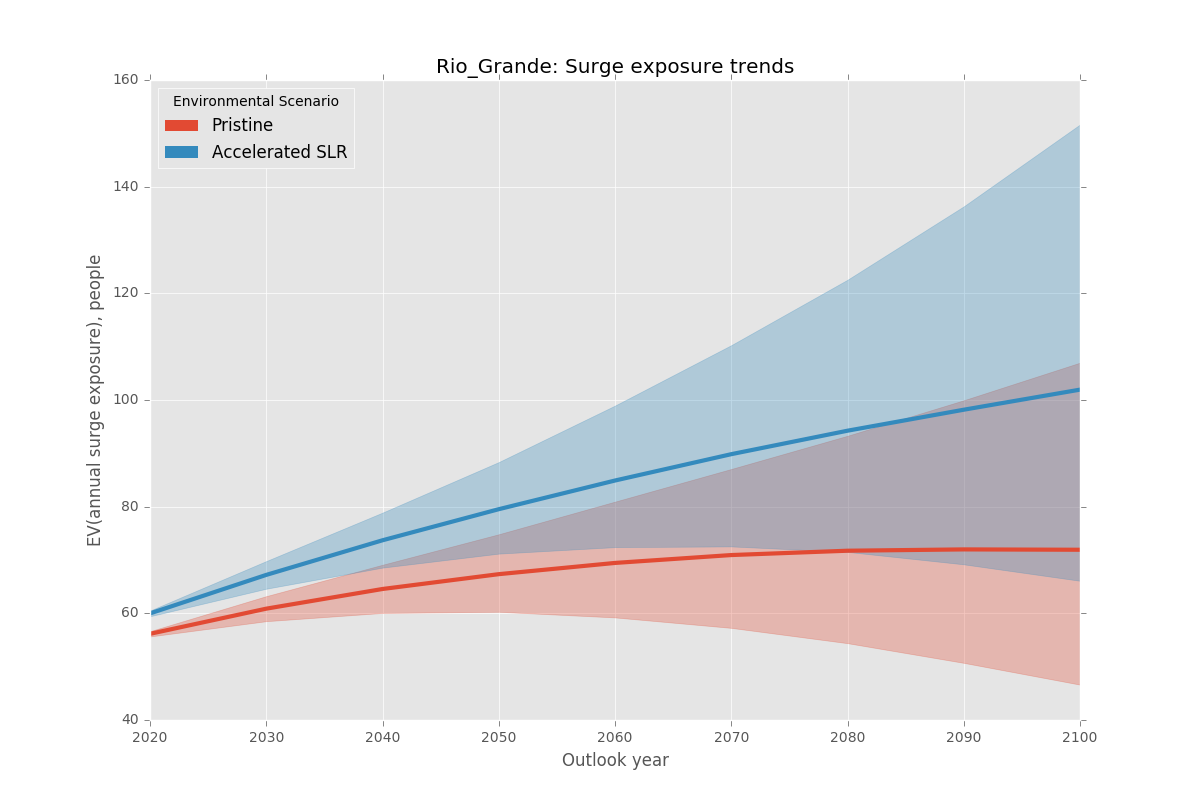 Rio_Grande: Surge exposure trends
160
140
120
100
80
60
40
EV(annual surge exposure), people
Environmental Scenario
Pristine
Accelerated SLR
2020 2030 2040 2050 2060 2070 2080 2090 2100
Outlook year